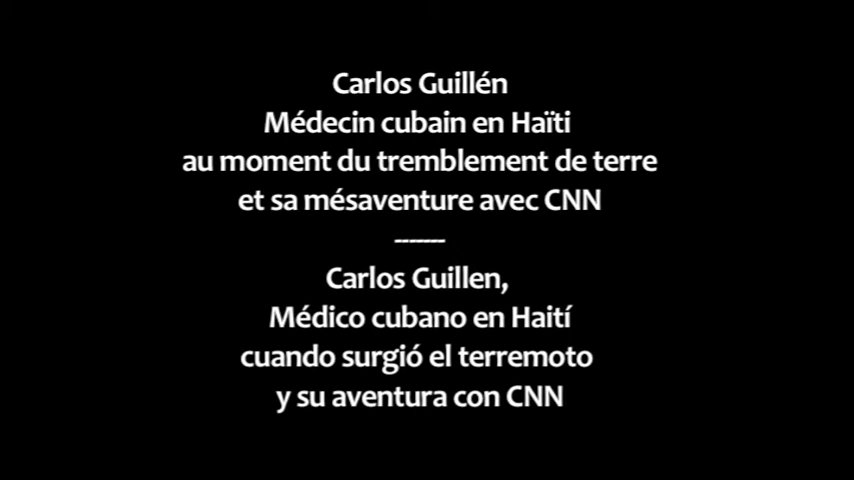 Carlos Guillén
Médecin cubain en Haïti
au moment du tremblement de terre
et sa mésaventure avec CNN
-------
Carlos Guillen,
Médico cubano en Haití
cuando surgió el terremoto
y su aventura con CNN